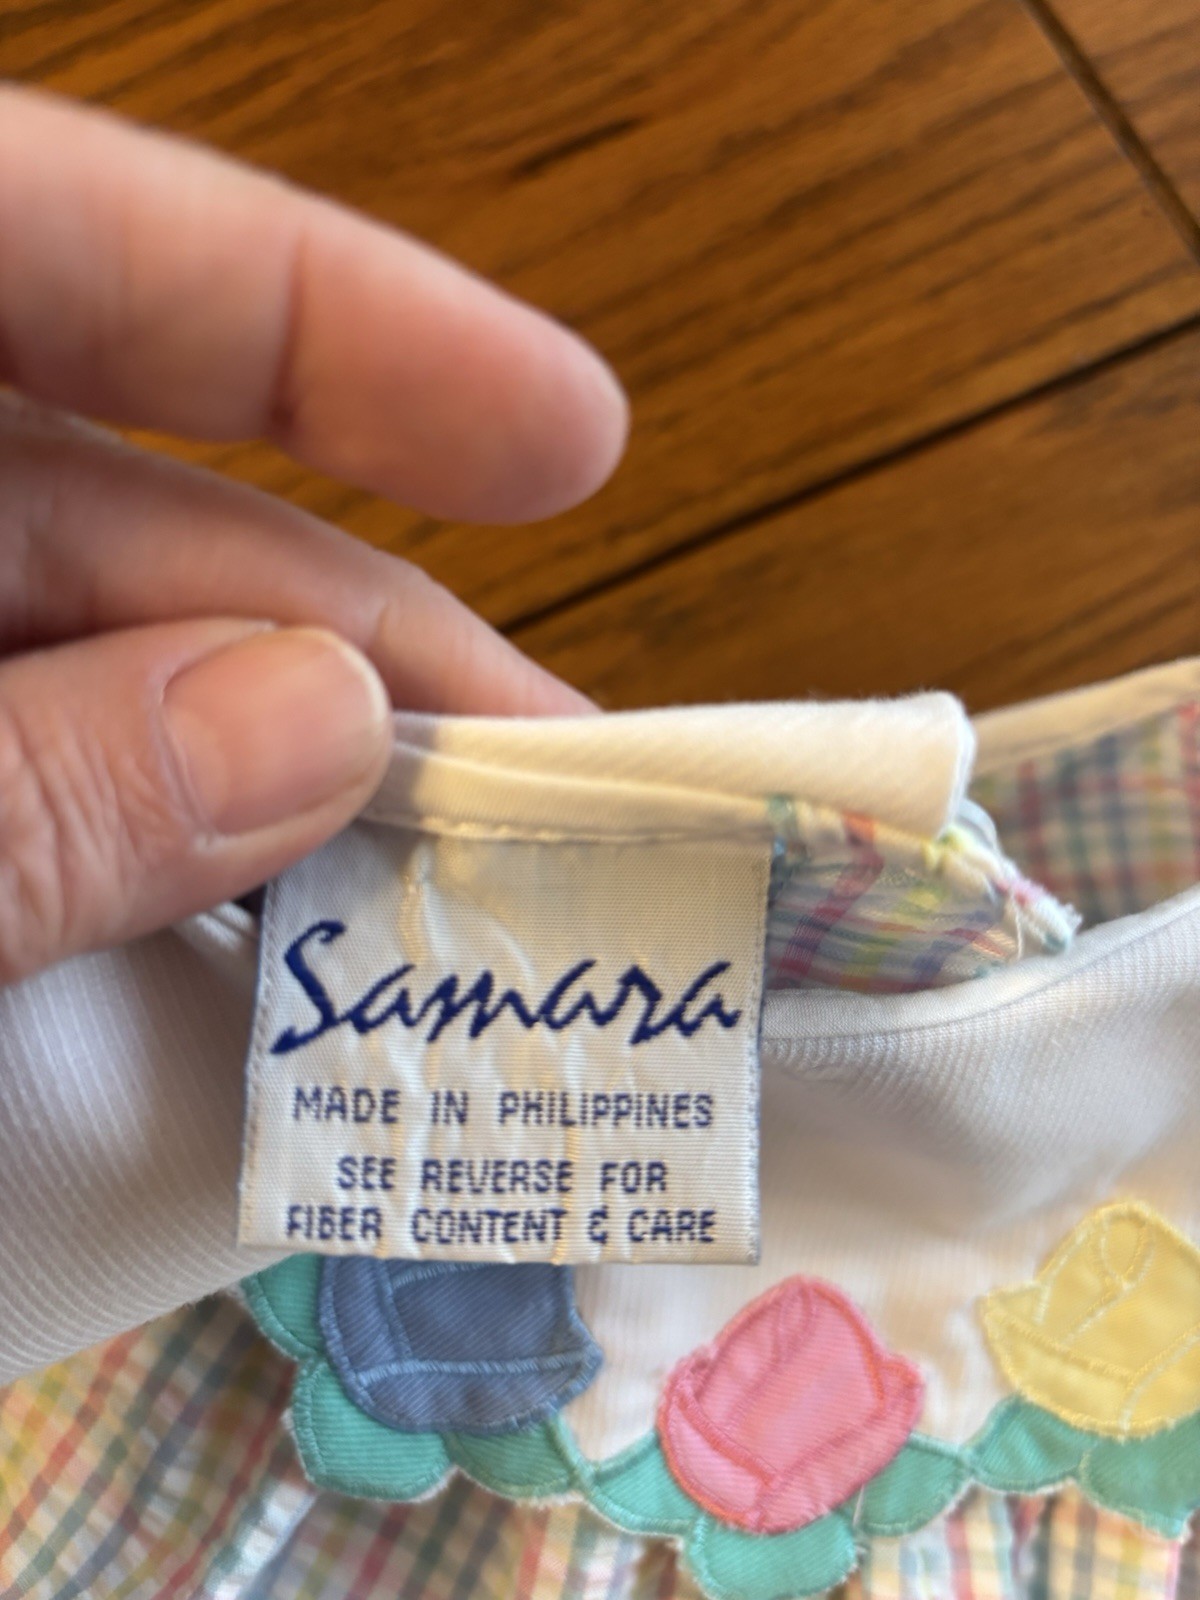 Samara
MADE IN PHILIPPINES
SEE REVERSE FOR
FIBER CONTENT & CARE